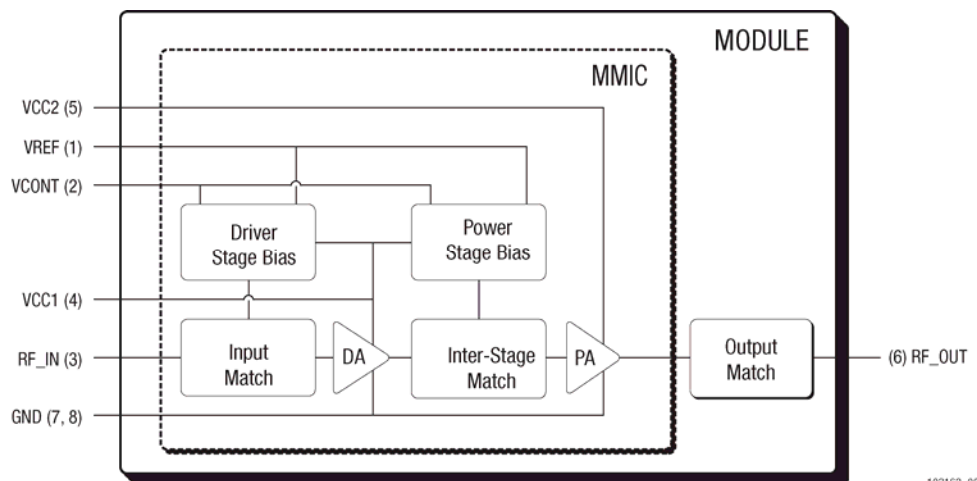 MODULE
MMIC
VCC2 (5)
VREF (1)
VCONT (2)
Driver
Stage Bias
Power
Stage Bias
VCC1 (4)
RF_IN (3)
Input
Match
DA
Inter-Stage
Match
PA
Output
Match
(6) RF_OUT
GND (7, 8)